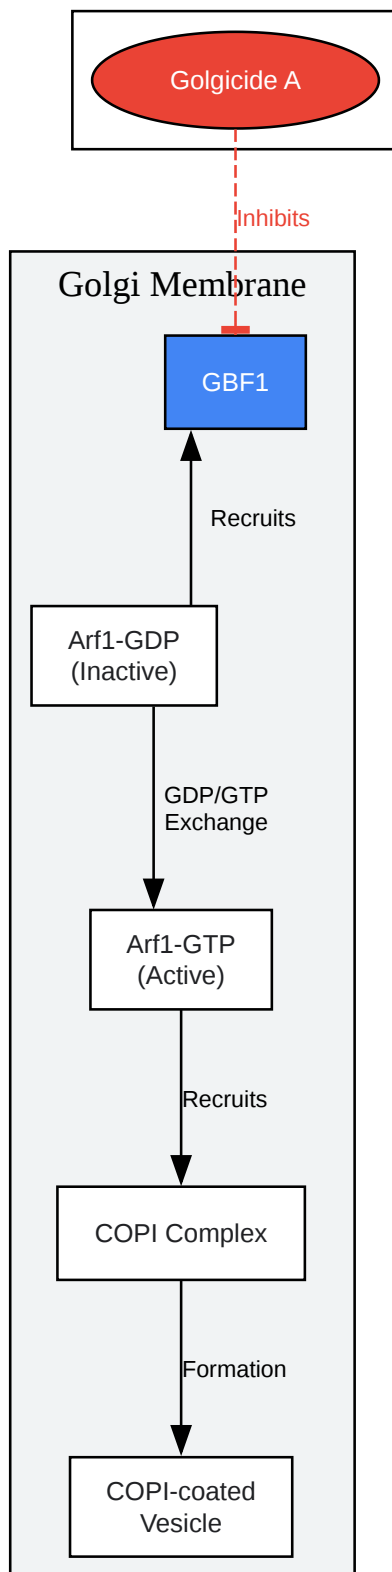 Golgicide A
Inhibits
Golgi Membrane
GBF1
Recruits
Arf1-GDP
(Inactive)
GDP/GTP
Exchange
Arf1-GTP
(Active)
Recruits
COPI Complex
Formation
COPI-coated
Vesicle